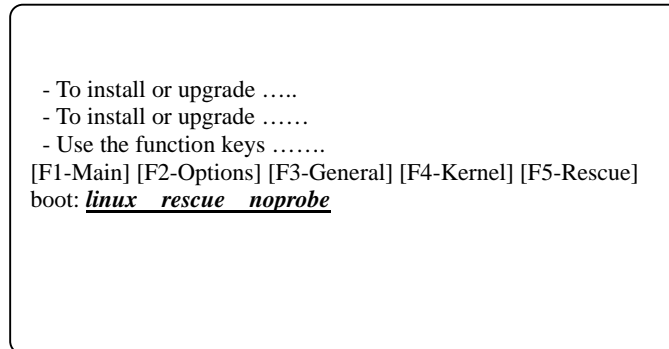 - To install or upgrade …..
- To install or upgrade ……
- Use the function keys …….
[F1-Main] [F2-Options] [F3-General] [F4-Kernel] [F5-Rescue]
boot: linux rescue noprobe